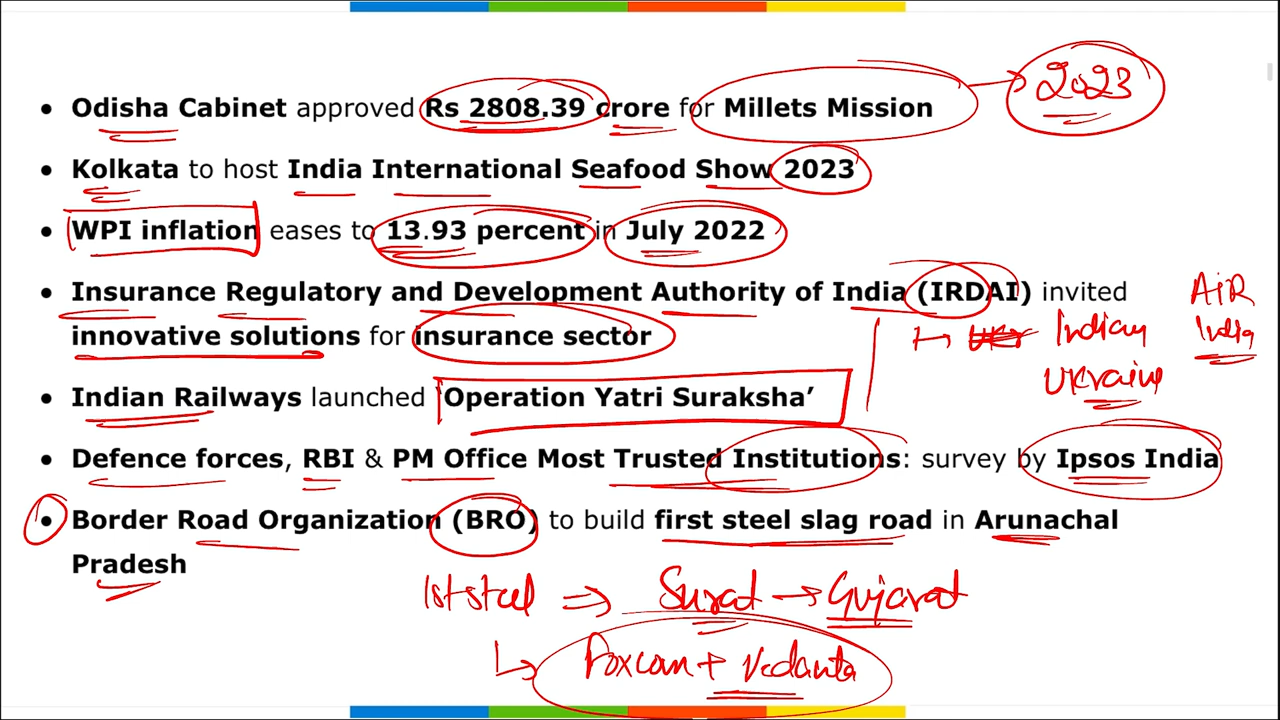 • Odisha Cabinet approved Rs 2808.39 crore for Millets Mission
2023
• Kolkata to host India International Seafood Show 2023
• WPI inflation eases to 13.93 percent in July 2022
• Insurance Regulatory and Development Authority of India (IRDAI) invited
innovative solutions for insurance sector
AIR
India
Indian
Ukraine
• Indian Railways launched 'Operation Yatri Suraksha'
• Defence forces, RBI & PM Office Most Trusted Institutions: survey by Ipsos India
• Border Road Organization (BRO) to build first steel slag road in Arunachal
Pradesh
1st steel ⇒ Surat → Gujarat
↳ Foxcom + Vedanta